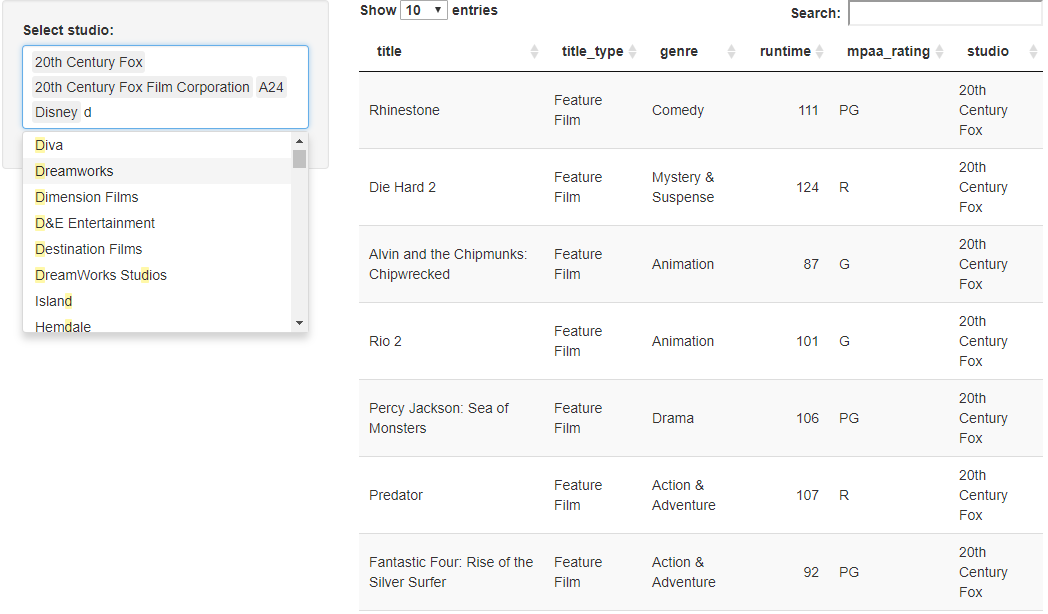 Select studio:
20th Century Fox
20th Century Fox Film Corporation A24
Disney d
Diva
Dreamworks
Dimension Films
D&E Entertainment
Destination Films
DreamWorks Studios
Island
Hemdale
Show 10 entries
Search:
title title_type genre runtime mpaa_rating studio
Rhinestone
Feature
Film
Comedy
111
PG
20th
Century
Fox
Die Hard 2
Feature
Film
Mystery &
Suspense
124
R
20th
Century
Fox
Alvin and the Chipmunks:
Chipwrecked
Feature
Film
Animation
87
G
20th
Century
Fox
Rio 2
Feature
Film
Animation
101
G
20th
Century
Fox
Percy Jackson: Sea of
Monsters
Feature
Film
Drama
106
PG
20th
Century
Fox
Predator
Feature
Film
Action &
Adventure
107
R
20th
Century
Fox
Fantastic Four: Rise of the
Silver Surfer
Feature
Film
Action &
Adventure
92
PG
20th
Century
Fox